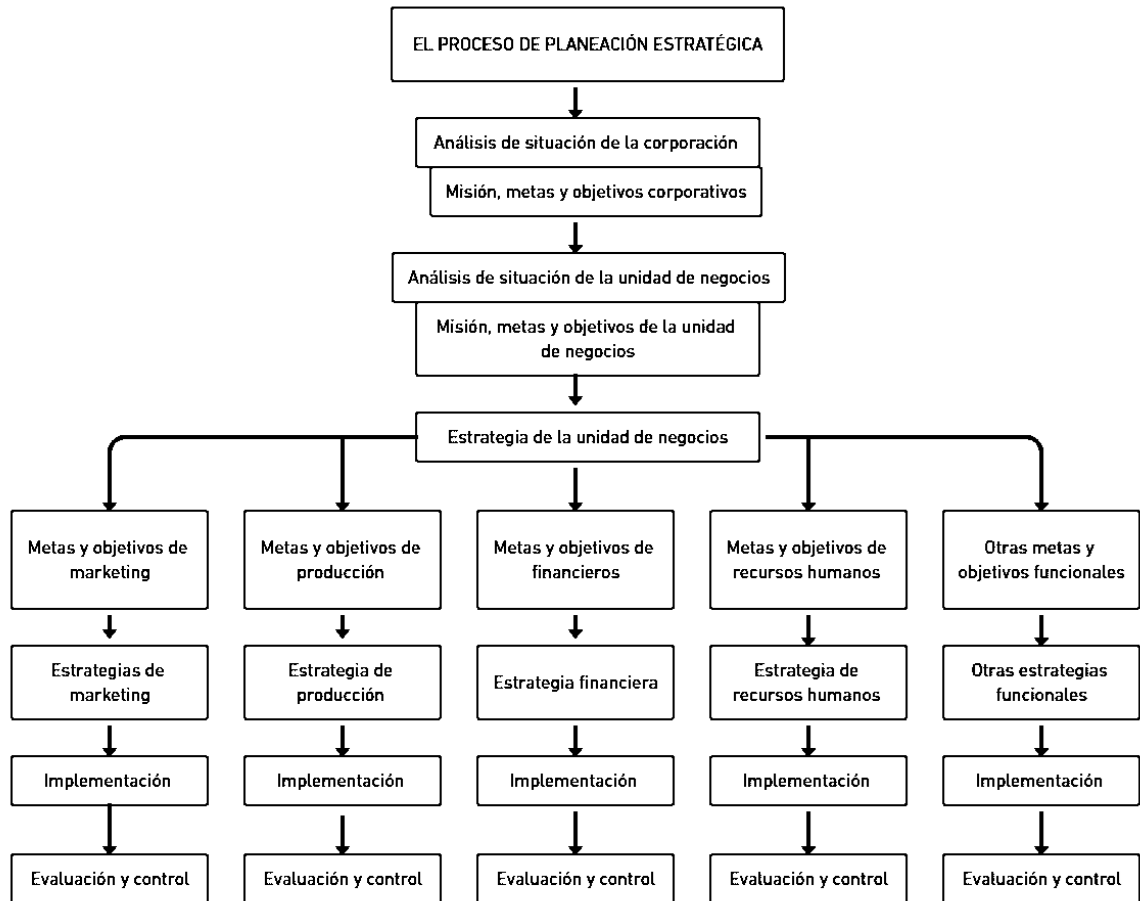 EL PROCESO DE PLANEACIÓN ESTRATÉGICA
Análisis de situación de la corporación
Misión, metas y objetivos corporativos
Análisis de situación de la unidad de negocios
Misión, metas y objetivos de la unidad
de negocios
Estrategia de la unidad de negocios
Metas y objetivos de
marketing
Metas y objetivos de
producción
Metas y objetivos de
financieros
Metas y objetivos de
recursos humanos
Otras metas y
objetivos funcionales
Estrategias de
marketing
Estrategia de
producción
Estrategia financiera
Estrategia de
recursos humanos
Otras estrategias
funcionales
Implementación
Implementación
Implementación
Implementación
Implementación
Evaluación y control
Evaluación y control
Evaluación y control
Evaluación y control
Evaluación y control